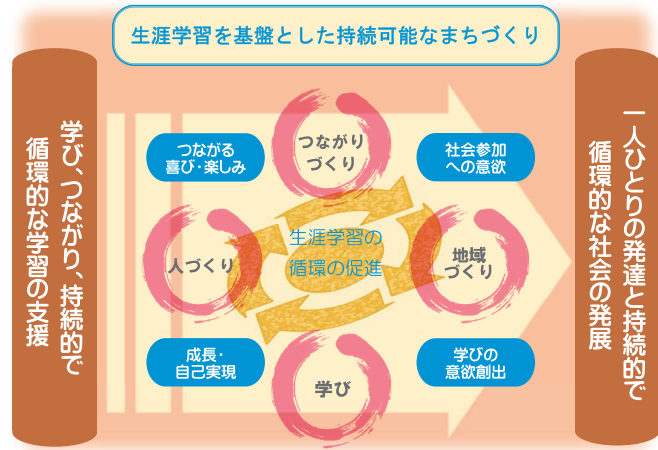 生涯学習を基盤とした持続可能なまちづくり
学び、つながり、持続的で
循環的な学習の支援
つながる
喜び・楽しみ
つながり
づくり
社会参加
への意欲
人づくり
生涯学習の
循環の促進
地域
づくり
成長・
自己実現
学び
学びの
意欲創出
一人ひとりの発達と持続的で
循環的な社会の発展